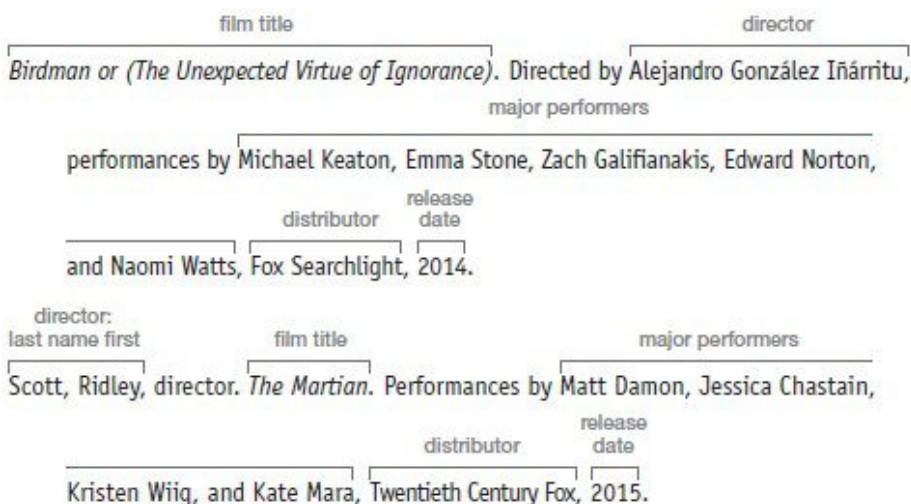 film title director
Birdman or (The Unexpected Virtue of Ignorance). Directed by Alejandro González Iñárritu,
major performers
performances by Michael Keaton, Emma Stone, Zach Galifianakis, Edward Norton,
distributor release date
and Naomi Watts, Fox Searchlight, 2014.
director:
last name first film title major performers
Scott, Ridley, director. The Martian. Performances by Matt Damon, Jessica Chastain,
distributor release date
Kristen Wiig, and Kate Mara, Twentieth Century Fox, 2015.